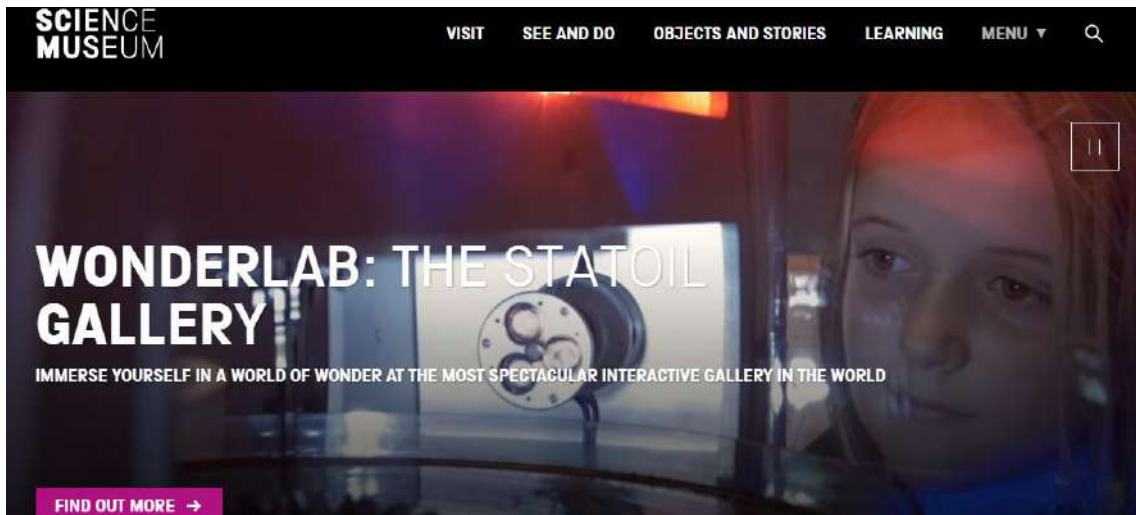 SCIENCE
MUSEUM
VISIT SEE AND DO OBJECTS AND STORIES LEARNING MENU ▼
WONDERLAB: THE STATOIL
GALLERY
IMMERSE YOURSELF IN A WORLD OF WONDER AT THE MOST SPECTACULAR INTERACTIVE GALLERY IN THE WORLD
FIND OUT MORE →